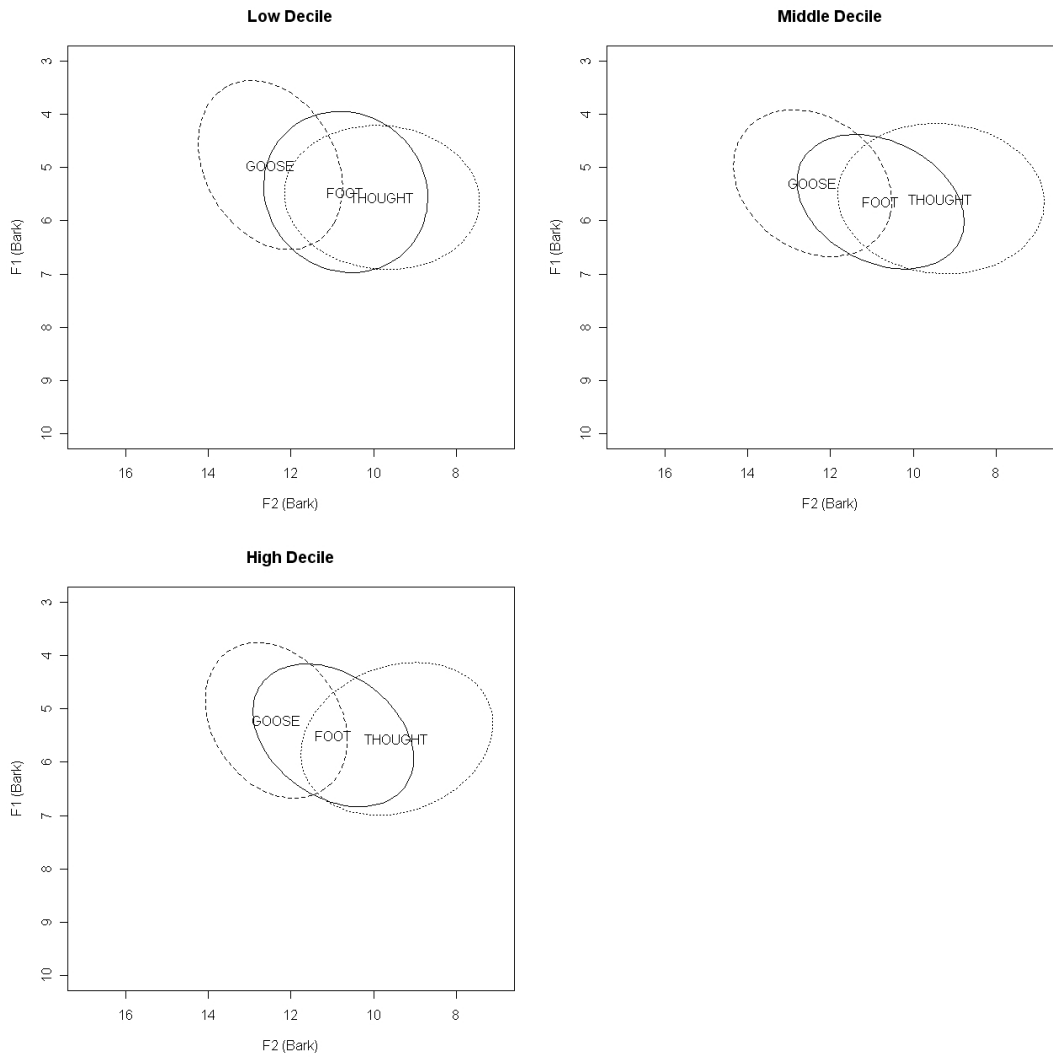 Low Decile
3
4
5
6
7
8
9
10
F1 (Bark)
GOOSE
FOOT
THOUGHT
16
14
12
10
8
F2 (Bark)
Middle Decile
3
4
5
6
7
8
9
10
F1 (Bark)
GOOSE
FOOT
THOUGHT
16
14
12
10
8
F2 (Bark)
High Decile
3
4
5
6
7
8
9
10
F1 (Bark)
GOOSE
FOOT
THOUGHT
16
14
12
10
8
F2 (Bark)